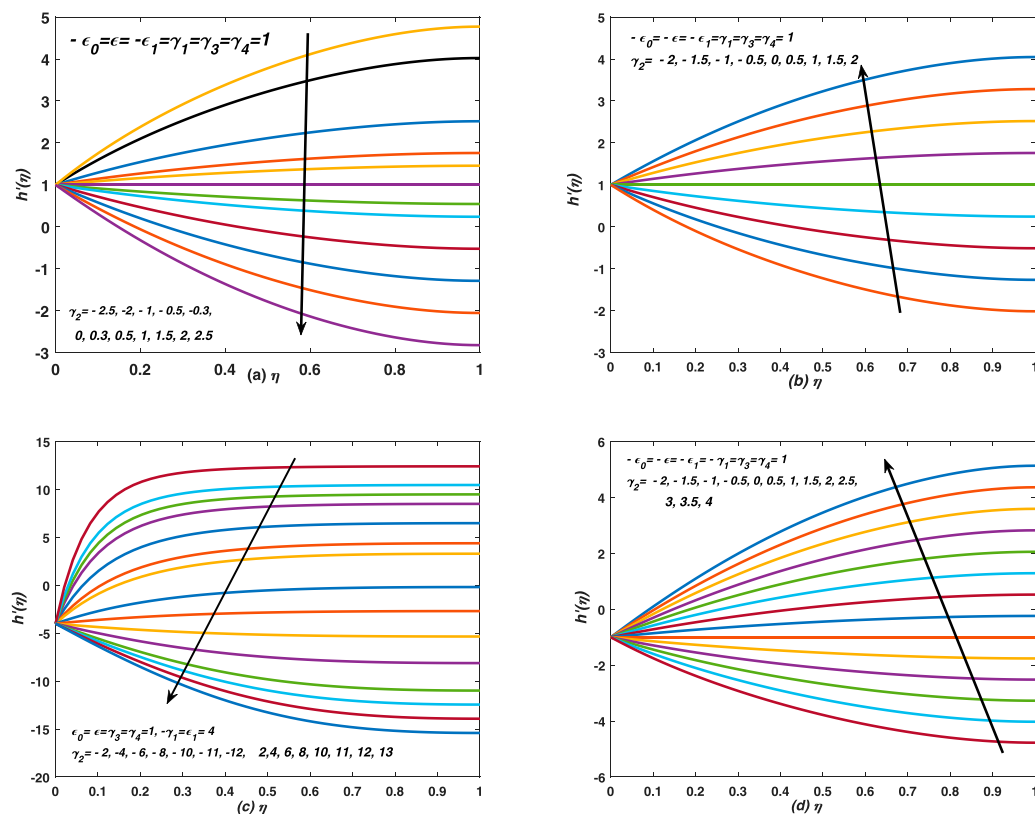 5
4
3
2
1
0
-1
-2
-3
h'(η)
- ϵ0=ϵ= -ϵ1=γ1=γ3=γ4=1
γ2= - 2.5, -2, -1, - 0.5, -0.3,
0, 0.3, 0.5, 1, 1.5, 2, 2.5
0 0.2 0.4 0.6 0.8 1
(a) η
5
4
3
2
1
0
-1
-2
-3
h'(η)
- ϵ0= - ϵ= - ϵ1=γ1=γ3=γ4= 1
γ2= - 2, - 1.5, - 1, - 0.5, 0, 0.5, 1, 1.5, 2
0 0.1 0.2 0.3 0.4 0.5 0.6 0.7 0.8 0.9 1
(b) η
15
10
5
0
-5
-10
-15
-20
h'(η)
ϵ0= ϵ=γ3=γ4=1, -γ1=ϵ1= 4
γ2= - 2, -4, - 6, - 8, - 10, - 11, -12, 2,4, 6, 8, 10, 11, 12, 13
0 0.1 0.2 0.3 0.4 0.5 0.6 0.7 0.8 0.9 1
(c) η
6
4
2
0
-2
-4
-6
h'(η)
- ϵ0= - ϵ= - ϵ1= - γ1=γ3=γ4= 1
γ2= - 2, - 1.5, - 1, - 0.5, 0, 0.5, 1, 1.5, 2, 2.5,
3, 3.5, 4
0 0.1 0.2 0.3 0.4 0.5 0.6 0.7 0.8 0.9 1
(d) η